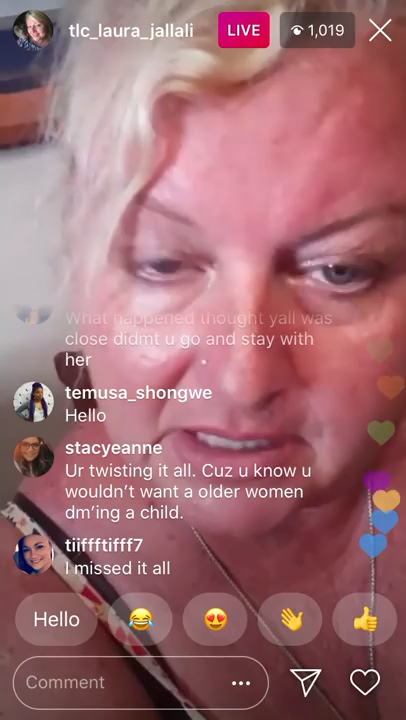 tlc_laura_jallali
LIVE
1,019
What happened thought yall was
close didmt u go and stay with
her
temusa_shongwe
Hello
stacyeanne
Ur twisting it all. Cuz u know u
wouldn't want a older women
dm'ing a child.
tiiffftifff7
I missed it all
Hello
Comment